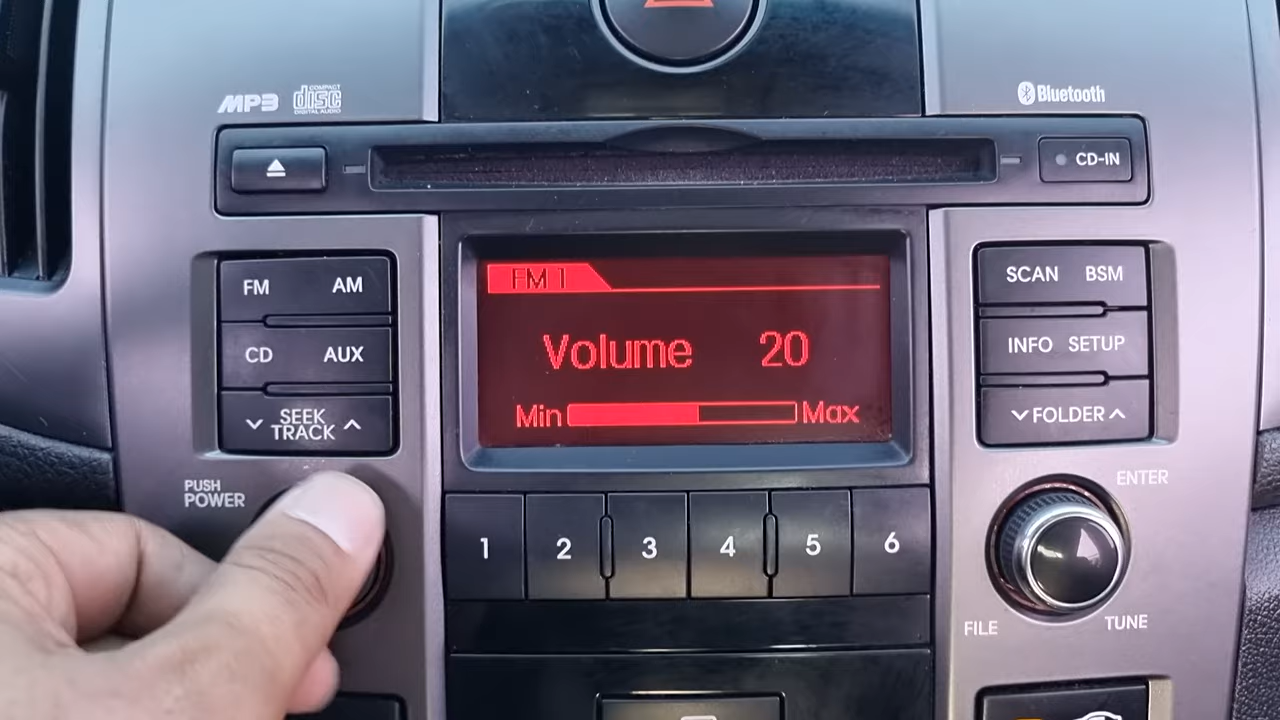 MP3
COMPACT
disc
DIGITAL AUDIO
Bluetooth
CD-IN
FM AM
CD AUX
SEEK
TRACK
FM 1
Volume 20
Min Max
SCAN BSM
INFO SETUP
FOLDER
PUSH
POWER
1 2 3 4 5 6
ENTER
FILE
TUNE